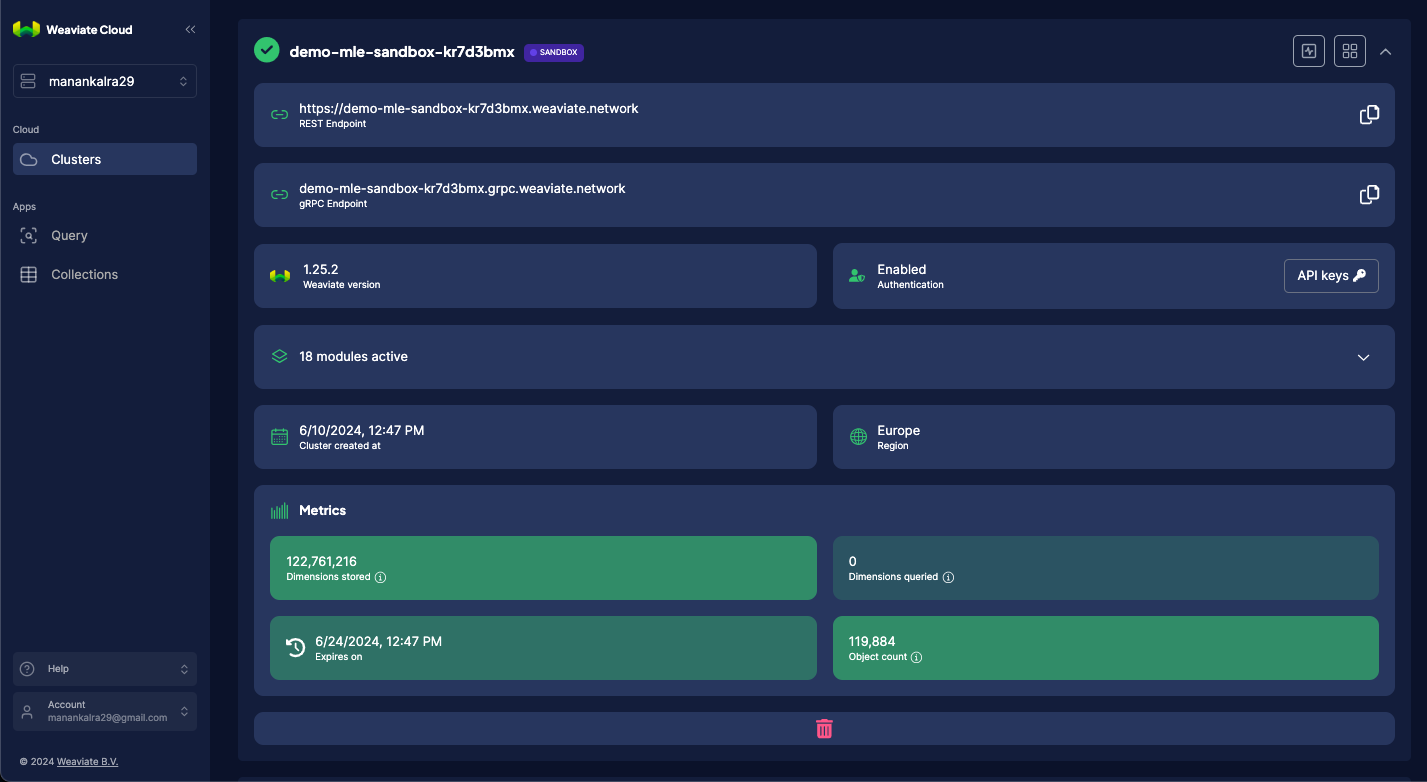 Weaviate Cloud
manankalra29
Cloud
Clusters
Apps
Query
Collections
Help
Account
manankalra29@gmail.com
© 2024 Weaviate B.V.
demo-mle-sandbox-kr7d3bmx
SANDBOX
https://demo-mle-sandbox-kr7d3bmx.weaviate.network
REST Endpoint
demo-mle-sandbox-kr7d3bmx.grpc.weaviate.network
gRPC Endpoint
1.25.2
Weaviate version
Enabled
Authentication
API keys
18 modules active
6/10/2024, 12:47 PM
Cluster created at
Europe
Region
Metrics
122,761,216
Dimensions stored
0
Dimensions queried
6/24/2024, 12:47 PM
Expires on
119,884
Object count